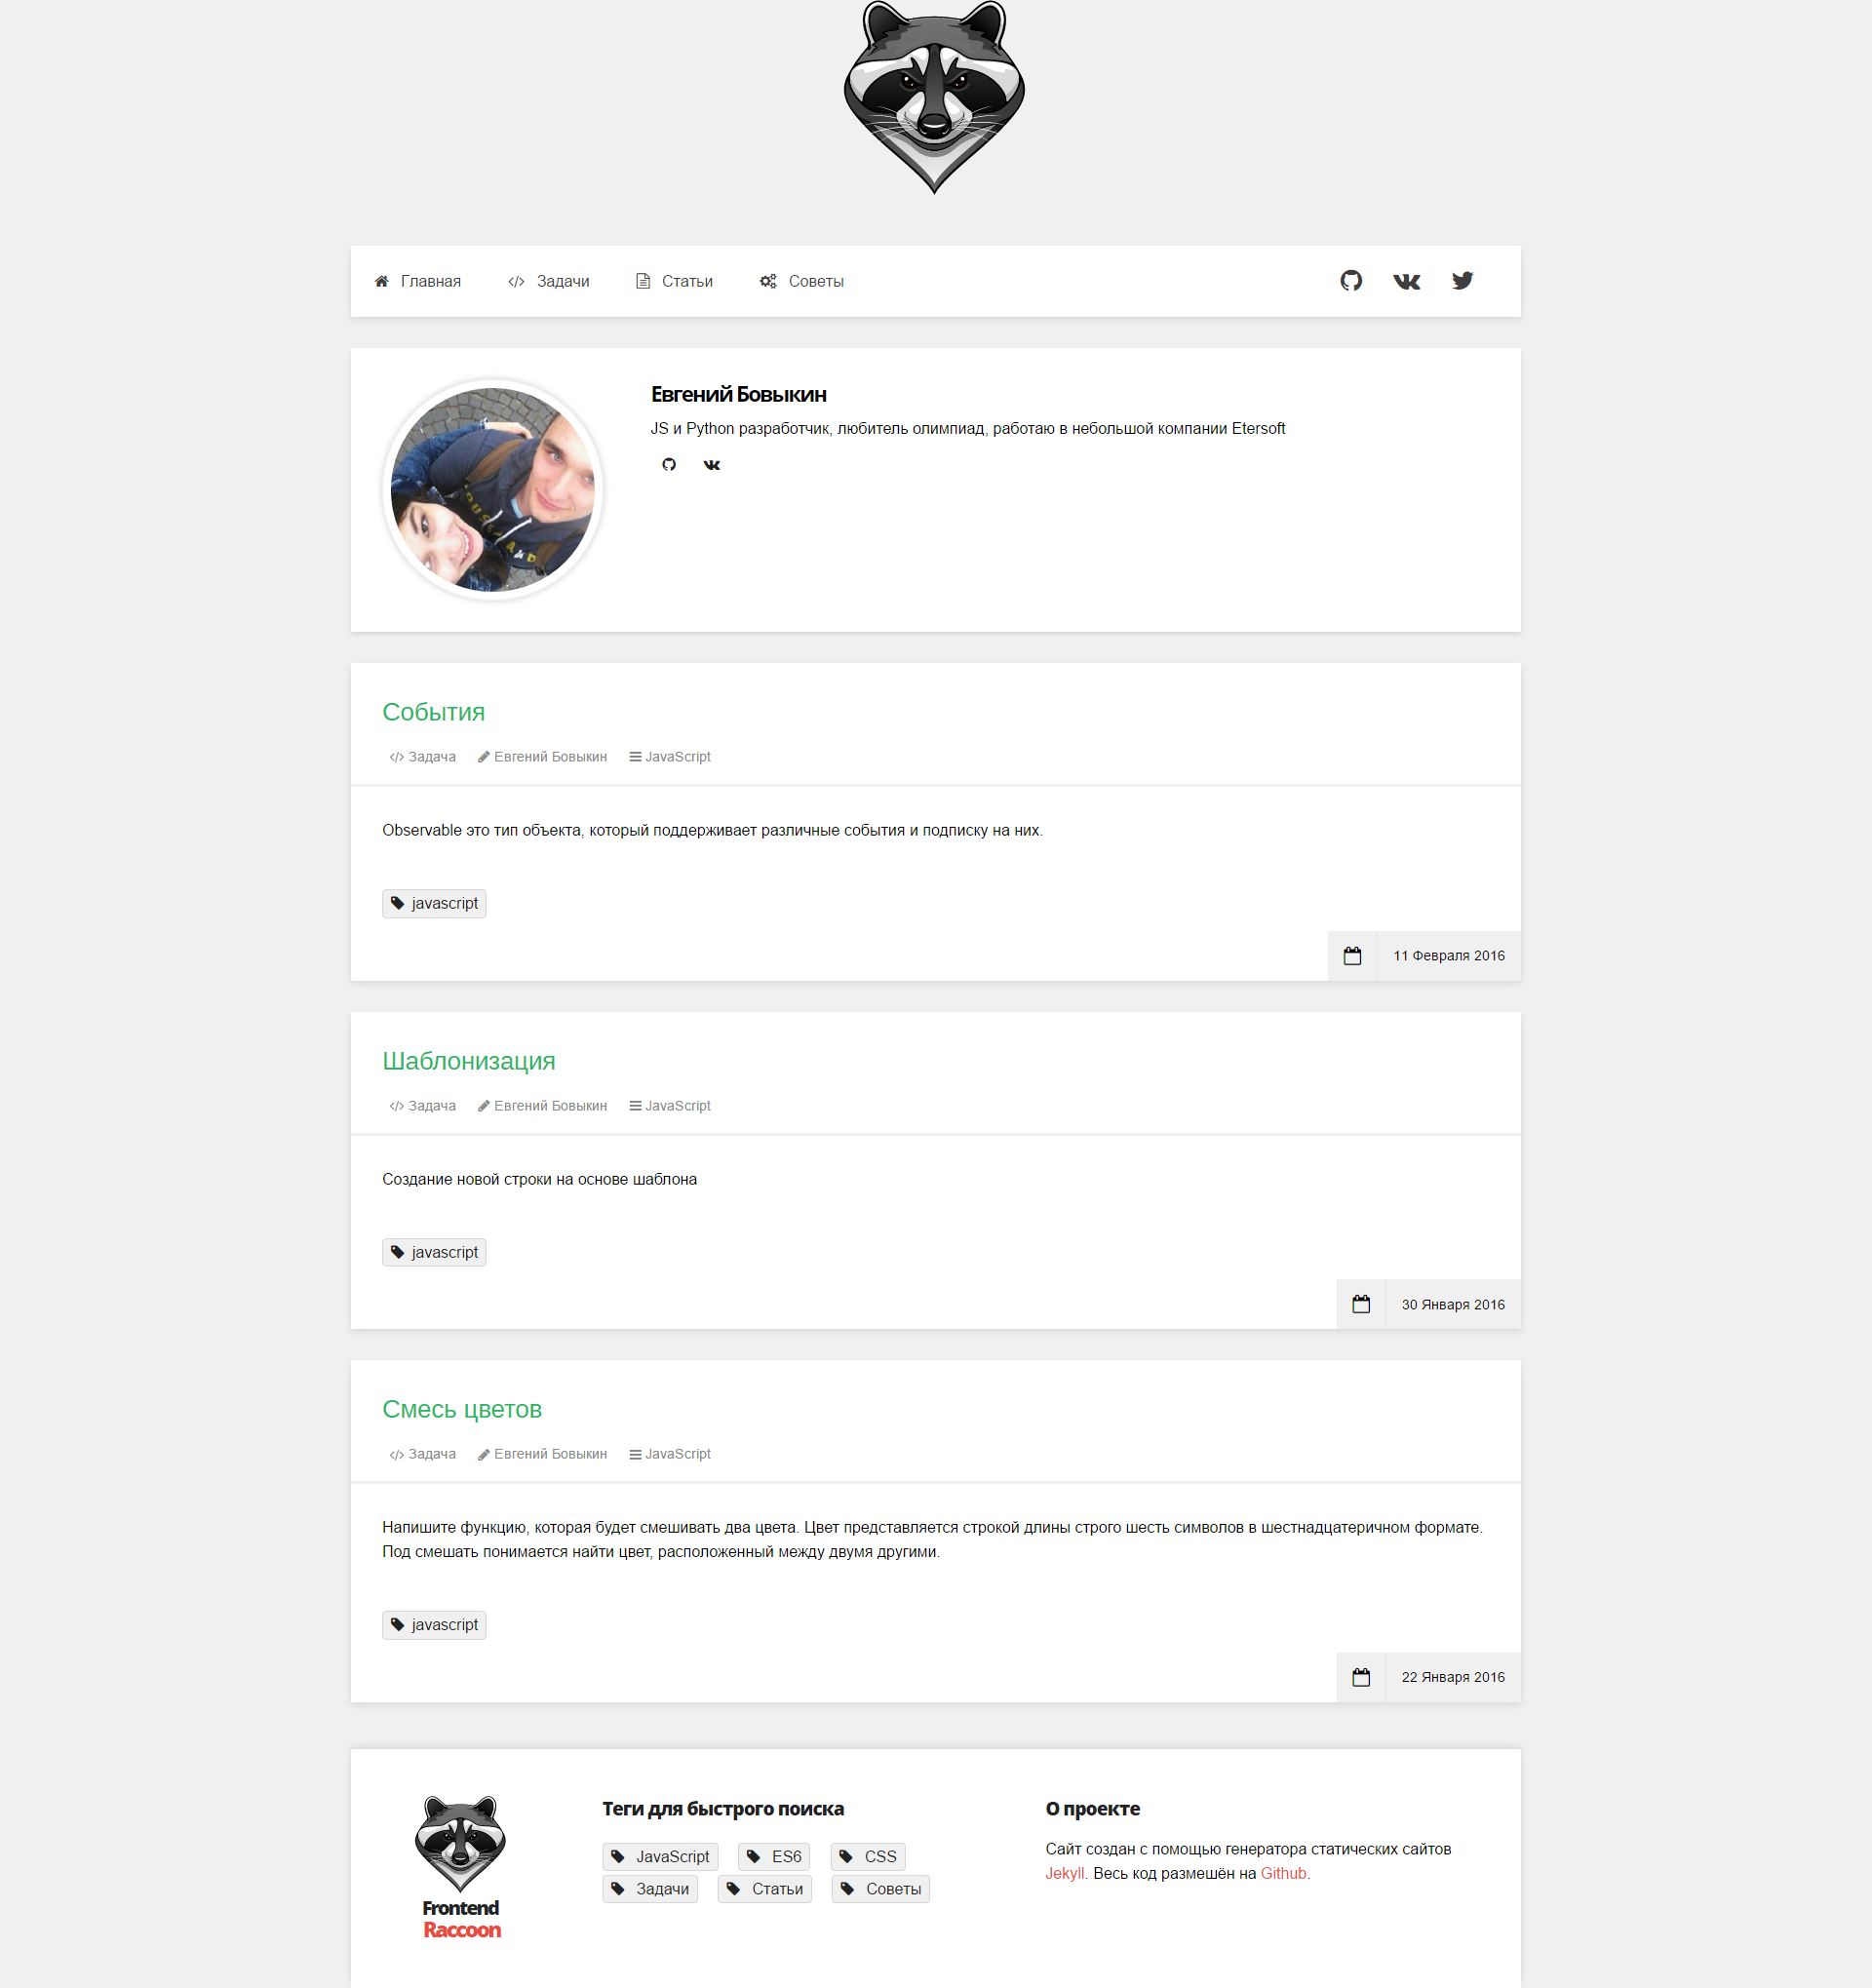 Главная Задачи Статьи Советы
Евгений Бовыкин
JS и Python разработчик, любитель олимпиад, работаю в небольшой компании Etersoft
События
Задача Евгений Бовыкин JavaScript
Observable это тип объекта, который поддерживает различные события и подписку на них.
javascript
11 Февраля 2016
Шаблонизация
Задача Евгений Бовыкин JavaScript
Создание новой строки на основе шаблона
javascript
30 Января 2016
Смесь цветов
Задача Евгений Бовыкин JavaScript
Напишите функцию, которая будет смешивать два цвета. Цвет представляется строкой длины строго шесть символов в шестнадцатеричном формате.
Под смешать понимается найти цвет, расположенный между двумя другими.
javascript
22 Января 2016
Frontend
Raccoon
Теги для быстрого поиска
JavaScript ES6 CSS
Задачи Статьи Советы
О проекте
Сайт создан с помощью генератора статических сайтов
Jekyll. Весь код размешён на Github.